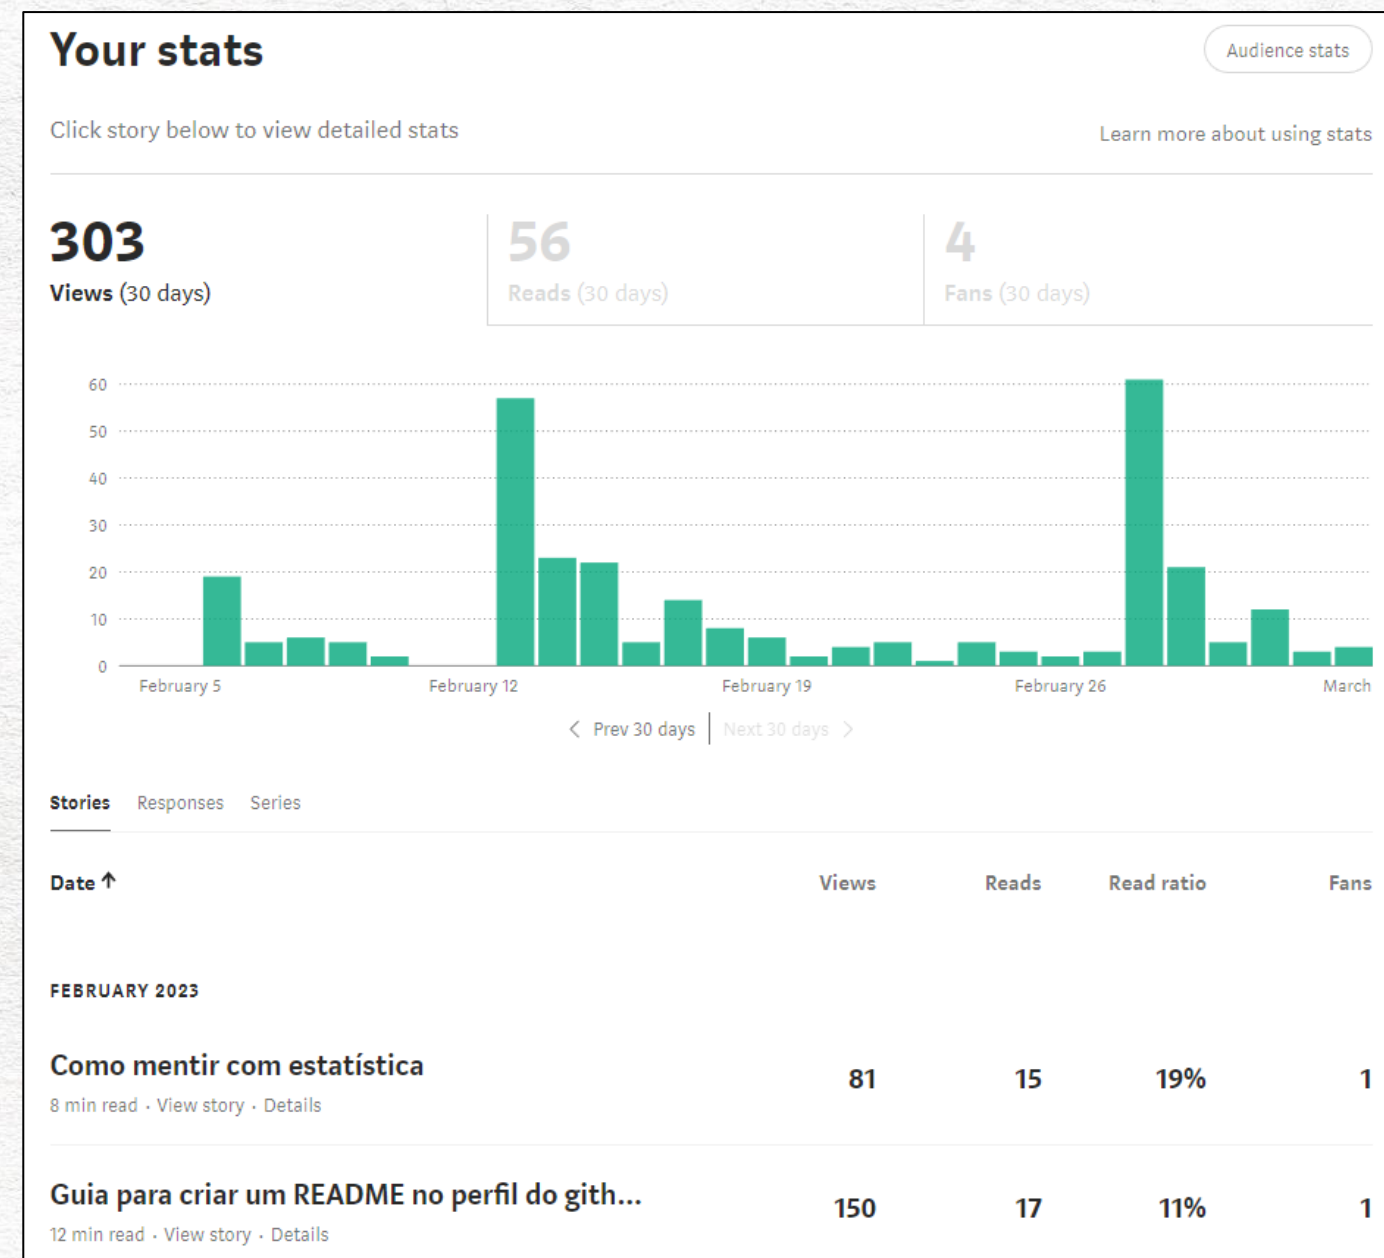 Your stats
Audience stats
Click story below to view detailed stats
Learn more about using stats
303
Views (30 days)
56
Reads (30 days)
4
Fans (30 days)
60
50
40
30
20
10
0
February 5 February 12 February 19 February 26 March
Prev 30 days Next 30 days
Stories Responses Series
Date Views Reads Read ratio Fans
FEBRUARY 2023
Como mentir com estatística
81 15 19% 1
8 min read · View story · Details
Guia para criar um README no perfil do gith...
150 17 11% 1
12 min read · View story · Details